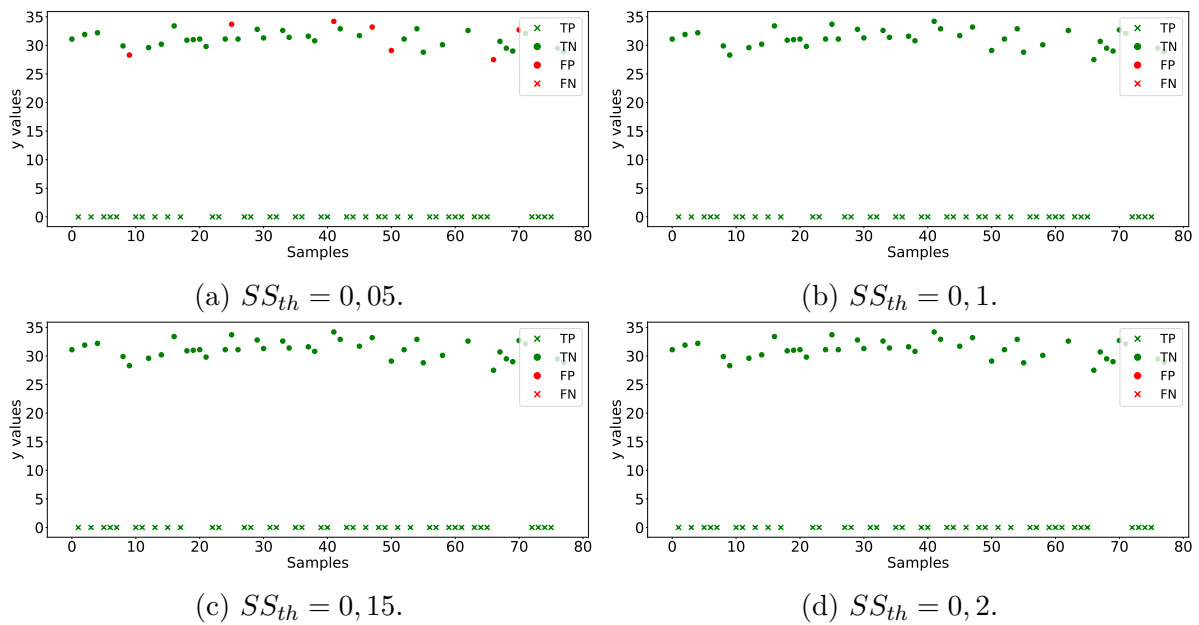 35
30
25
20
15
10
5
0
y values
0 10 20 30 40 50 60 70 80
Samples
TP
TN
FP
FN
(a) SS_th = 0, 05.
35
30
25
20
15
10
5
0
y values
0 10 20 30 40 50 60 70 80
Samples
TP
TN
FP
FN
(b) SS_th = 0, 1.
35
30
25
20
15
10
5
0
y values
0 10 20 30 40 50 60 70 80
Samples
TP
TN
FP
FN
(c) SS_th = 0, 15.
35
30
25
20
15
10
5
0
y values
0 10 20 30 40 50 60 70 80
Samples
TP
TN
FP
FN
(d) SS_th = 0, 2.